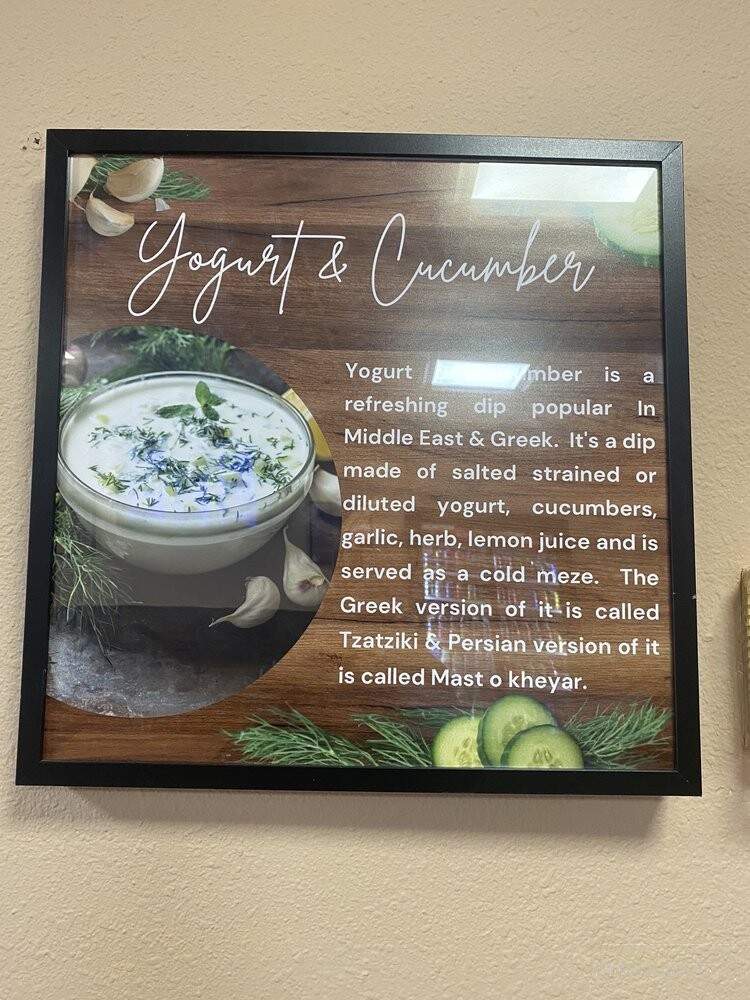 Yogurt & Cucumber
Yogurt mber is a
refreshing dip popular In
Middle East & Greek. It's a dip
made of salted strained or
diluted yogurt, cucumbers,
garlic, herb, lemon juice and is
served as a cold meze. The
Greek version of it is called
Tzatziki & Persian version of it
is called Mast o kheyar.